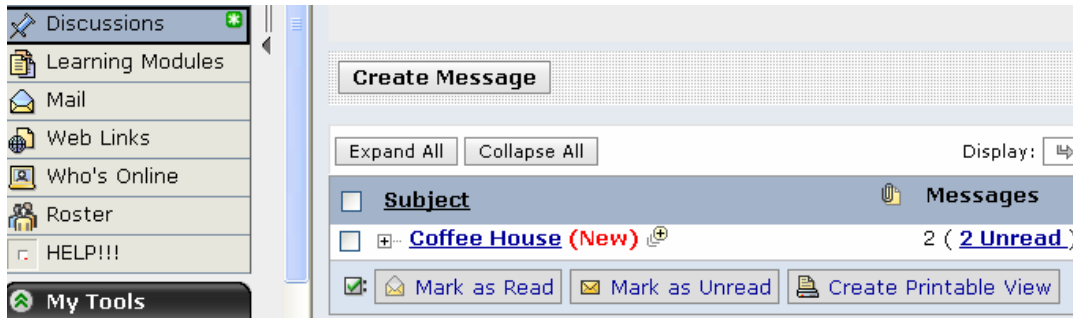 Discussions
Learning Modules
Mail
Web Links
Who's Online
Roster
HELP!!!
My Tools
Create Message
Expand All Collapse All Display:
Subject Messages
Coffee House (New) 2 ( 2 Unread )
Mark as Read Mark as Unread Create Printable View